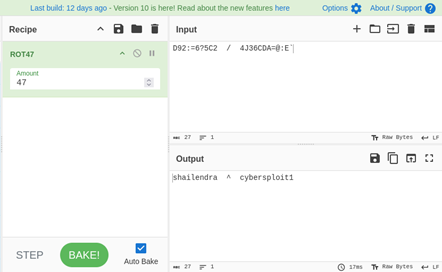 Last build: 12 days ago - Version 10 is here! Read about the new features here
Options
About / Support
Recipe
ROT47
Amount
47
STEP
BAKE!
Auto Bake
Input
D92:=6?5C2  /  4J36CDA=@:E`
27
1
Raw Bytes
LF
Output
shailendra  ^  cybersploit1
27
1
17ms
Raw Bytes
LF